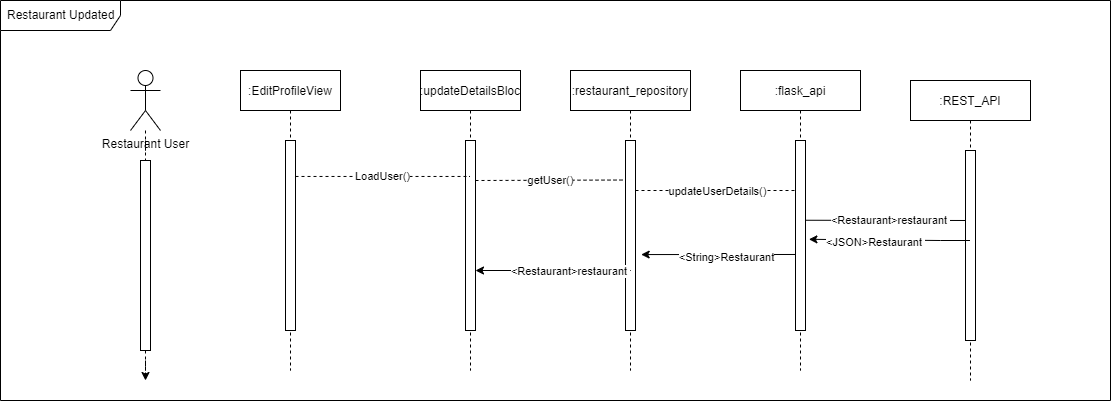 Restaurant Updated
:EditProfileView
:updateDetailsBloc
:restaurant_repository
:flask_api
:REST_API
Restaurant User
LoadUser()
getUser()
updateUserDetails()
<Restaurant>restaurant
<JSON>Restaurant
<String>Restaurant
<Restaurant>restaurant